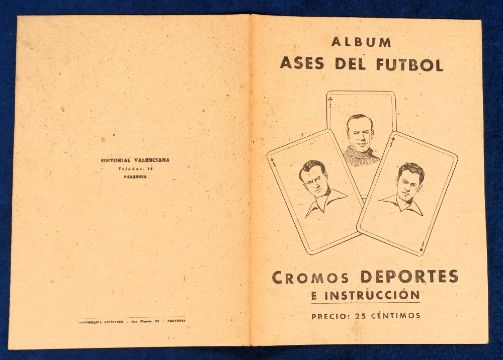 EDITORIAL VALENCIANA
VALENCIA
ALBUM
ASES DEL FUTBOL
CROMOS DEPORTES
E INSTRUCCIÓN
PRECIO: 25 CÉNTIMOS